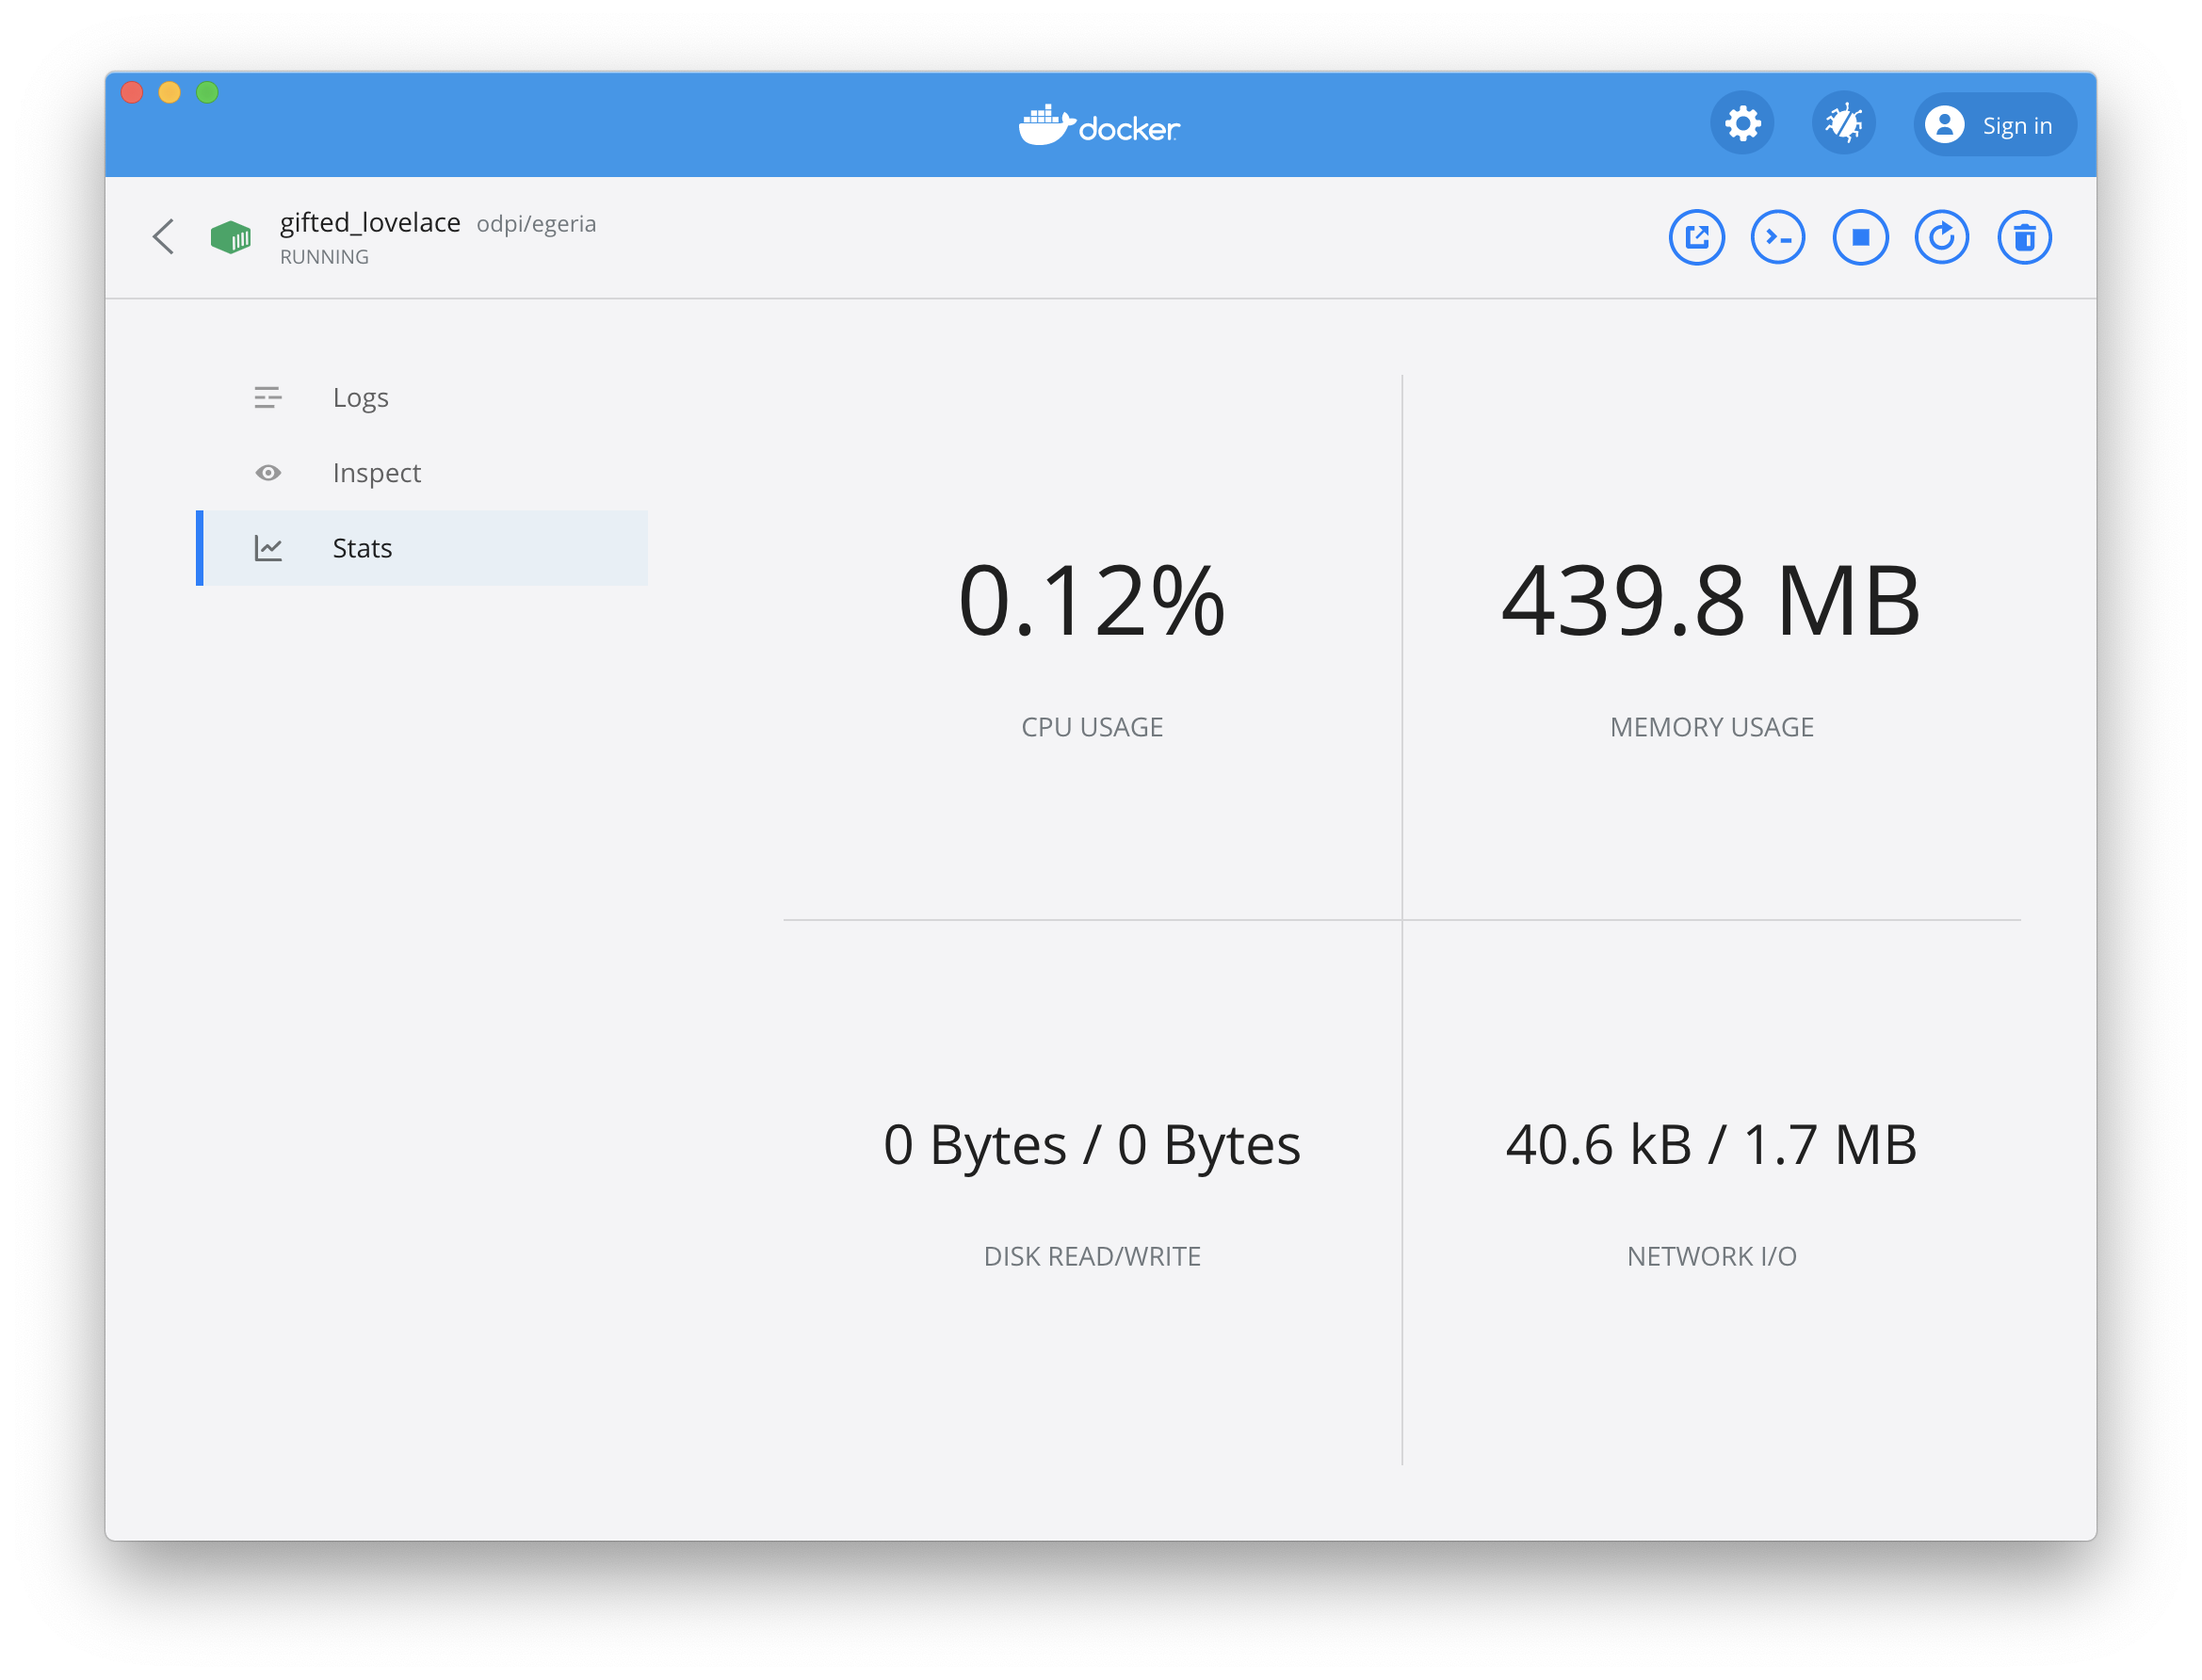 docker
Sign in
gifted_lovelace odpi/egeria
RUNNING
Logs
Inspect
Stats
0.12%
CPU USAGE
439.8 MB
MEMORY USAGE
0 Bytes / 0 Bytes
DISK READ/WRITE
40.6 kB / 1.7 MB
NETWORK I/O